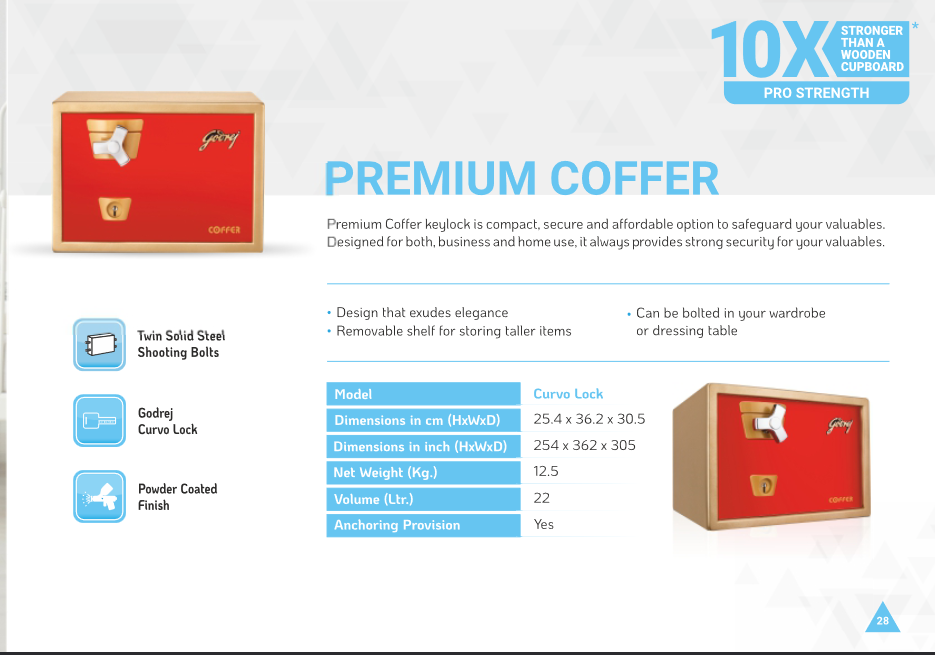 10X
STRONGER
THAN A
WOODEN
CUPBOARD
*
PRO STRENGTH
Godrej
COFFER
PREMIUM COFFER
Premium Coffer keylock is compact, secure and affordable option to safeguard your valuables.
Designed for both, business and home use, it always provides strong security for your valuables.
• Design that exudes elegance
• Removable shelf for storing taller items
• Can be bolted in your wardrobe
or dressing table
Twin Solid Steel
Shooting Bolts
Godrej
Curvo Lock
Powder Coated
Finish
Model Curvo Lock
Dimensions in cm (HxWxD) 25.4 x 36.2 x 30.5
Dimensions in inch (HxWxD) 254 x 362 x 305
Net Weight (Kg.) 12.5
Volume (Ltr.) 22
Anchoring Provision Yes
Godrej
COFFER
28